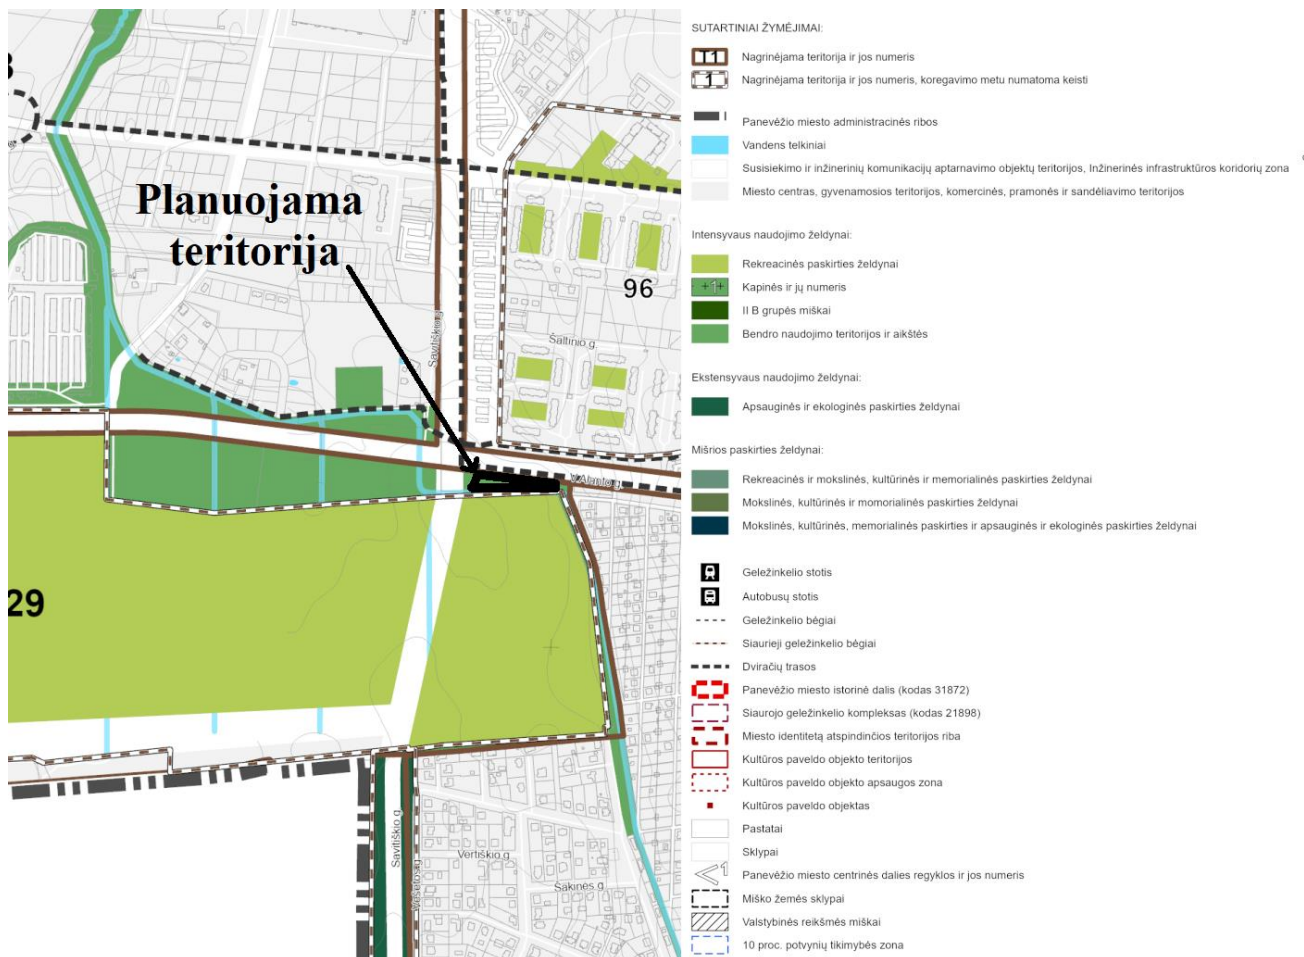 Planuojama
teritorija
96
29
Šaltinio g.
Savitiškio g.
J.Alanto g.
Savitiškio g.
Vertiškio g.
Šakinės g.
SUTARTINIAI ŽYMĖJIMAI:
T1 Nagrinėjama teritorija ir jos numeris
1 Nagrinėjama teritorija ir jos numeris, koregavimo metu numatoma keisti
Panevėžio miesto administracinės ribos
Vandens telkiniai
Susisiekimo ir inžinerinių komunikacijų aptarnavimo objektų teritorijos, Inžinerinės infrastruktūros koridorių zona
Miesto centras, gyvenamosios teritorijos, komercinės, pramonės ir sandėliavimo teritorijos
Intensyvaus naudojimo želdynai:
Rekreacinės paskirties želdynai
+1+ Kapinės ir jų numeris
II B grupės miškai
Bendro naudojimo teritorijos ir aikštės
Ekstensyvaus naudojimo želdynai:
Apsauginės ir ekologinės paskirties želdynai
Mišrios paskirties želdynai:
Rekreacinės ir mokslinės, kultūrinės ir memorialinės paskirties želdynai
Mokslinės, kultūrinės ir momorialinės paskirties želdynai
Mokslinės, kultūrinės, memorialinės paskirties ir apsauginės ir ekologinės paskirties želdynai
Geležinkelio stotis
Autobusų stotis
Geležinkelio bėgiai
Siaurieji geležinkelio bėgiai
Dviračių trasos
Panevėžio miesto istorinė dalis (kodas 31872)
Siaurojo geležinkelio kompleksas (kodas 21898)
Miesto identitetą atspindinčios teritorijos riba
Kultūros paveldo objekto teritorijos
Kultūros paveldo objekto apsaugos zona
Kultūros paveldo objektas
Pastatai
Sklypai
1 Panevėžio miesto centrinės dalies regyklos ir jos numeris
Miško žemės sklypai
Valstybinės reikšmės miškai
10 proc. potvynių tikimybės zona